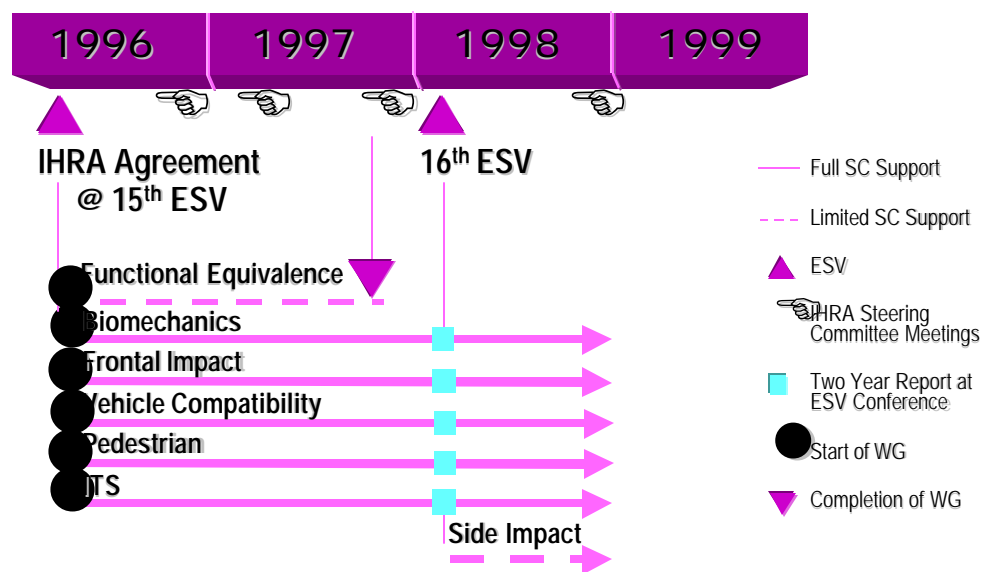 1996 1997 1998 1999
IHRA Agreement
@ 15th ESV
16th ESV
Functional Equivalence
Biomechanics
Frontal Impact
Vehicle Compatibility
Pedestrian
ITS
Side Impact
Full SC Support
Limited SC Support
ESV
IHRA Steering
Committee Meetings
Two Year Report at
ESV Conference
Start of WG
Completion of WG